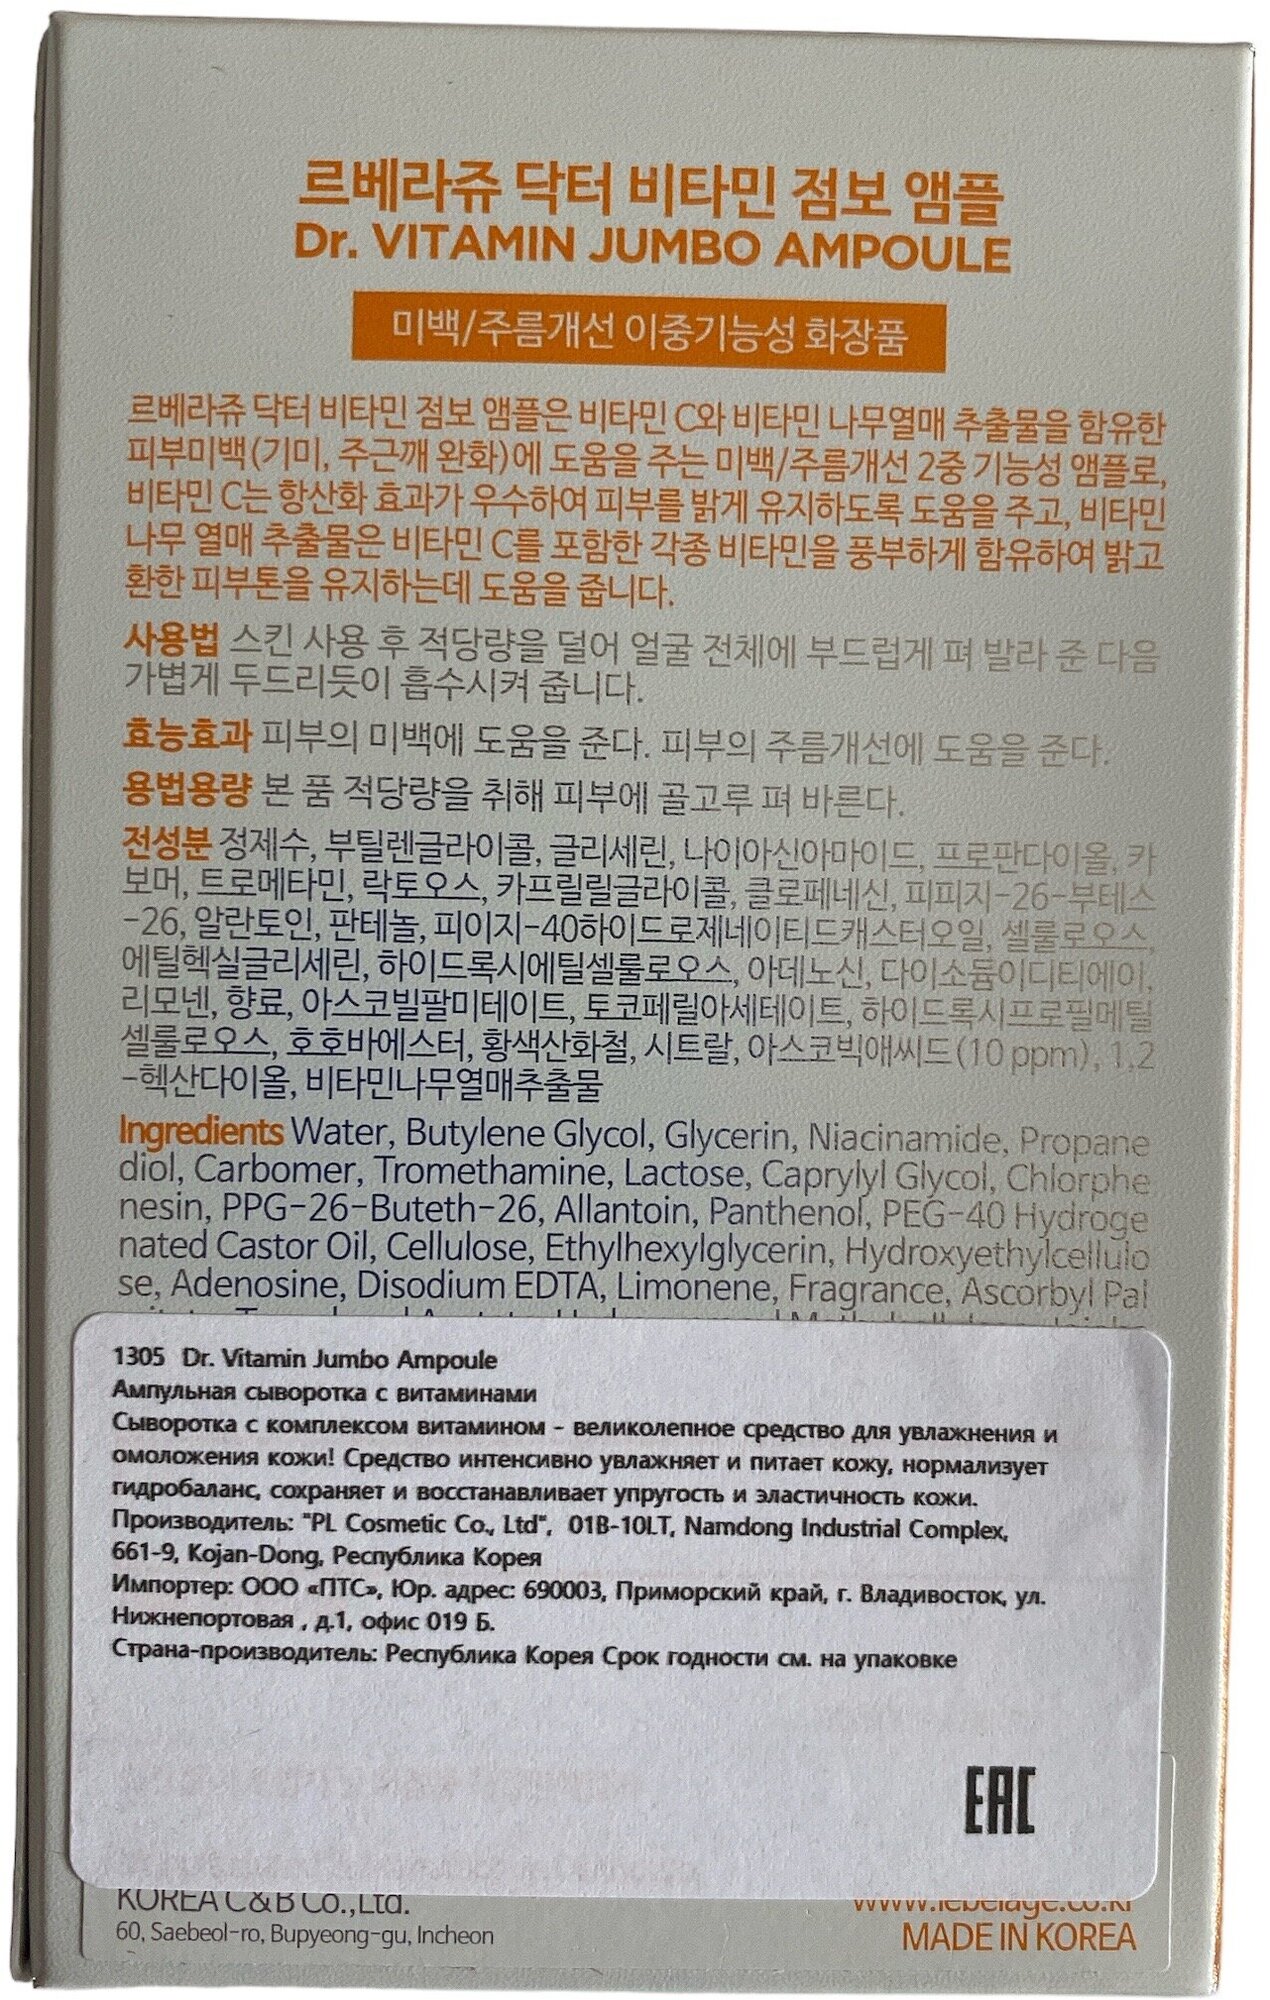 르베라쥬 닥터 비타민 점보 앰플
Dr. VITAMIN JUMBO AMPOULE
미백/주름개선 이중기능성 화장품
르베라쥬 닥터 비타민 점보 앰플은 비타민 C와 비타민 나무열매 추출물을 함유한
피부미백(기미, 주근깨 완화)에 도움을 주는 미백/주름개선 2중 기능성 앰플로,
비타민 C는 항산화 효과가 우수하여 피부를 밝게 유지하도록 도움을 주고, 비타민
나무 열매 추출물은 비타민 C를 포함한 각종 비타민을 풍부하게 함유하여 밝고
환한 피부톤을 유지하는데 도움을 줍니다.
사용법 스킨 사용 후 적당량을 덜어 얼굴 전체에 부드럽게 펴 발라 준 다음
가볍게 두드리듯이 흡수시켜 줍니다.
효능효과 피부의 미백에 도움을 준다. 피부의 주름개선에 도움을 준다.
용법용량 본 품 적당량을 취해 피부에 골고루 펴 바른다.
전성분 정제수, 부틸렌글라이콜, 글리세린, 나이아신아마이드, 프로판다이올, 카
보머, 트로메타민, 락토오스, 카프릴릴글라이콜, 클로페네신, 피피지-26-부테스
-26, 알란토인, 판테놀, 피이지-40하이드로제네이티드캐스터오일, 셀룰로오스,
에틸헥실글리세린, 하이드록시에틸셀룰로오스, 아데노신, 다이소듐이디티에이,
리모넨, 향료, 아스코빌팔미테이트, 토코페릴아세테이트, 하이드록시프로필메틸
셀룰로오스, 호호바에스터, 황색산화철, 시트랄, 아스코빅애씨드(10 ppm), 1,2
-헥산다이올, 비타민나무열매추출물
Ingredients Water, Butylene Glycol, Glycerin, Niacinamide, Propane
diol, Carbomer, Tromethamine, Lactose, Caprylyl Glycol, Chlorphe
nesin, PPG-26-Buteth-26, Allantoin, Panthenol, PEG-40 Hydroge
nated Castor Oil, Cellulose, Ethylhexylglycerin, Hydroxyethylcellulo
se, Adenosine, Disodium EDTA, Limonene, Fragrance, Ascorbyl Pal
1305 Dr. Vitamin Jumbo Ampoule
Ампульная сыворотка с витаминами
Сыворотка с комплексом витамином - великолепное средство для увлажнения и
омоложения кожи! Средство интенсивно увлажняет и питает кожу, нормализует
гидробаланс, сохраняет и восстанавливает упругость и эластичность кожи.
Производитель: "PL Cosmetic Co., Ltd", 01B-10LT, Namdong Industrial Complex,
661-9, Kojan-Dong, Республика Корея
Импортер: ООО «ПТС», Юр. адрес: 690003, Приморский край, г. Владивосток, ул.
Нижнепортовая , д.1, офис 019 Б.
Страна-производитель: Республика Корея Срок годности см. на упаковке
EAC
KOREA C&B Co.,Ltd.
www.lebelage.co.kr
60, Saebeol-ro, Bupyeong-gu, Incheon
MADE IN KOREA